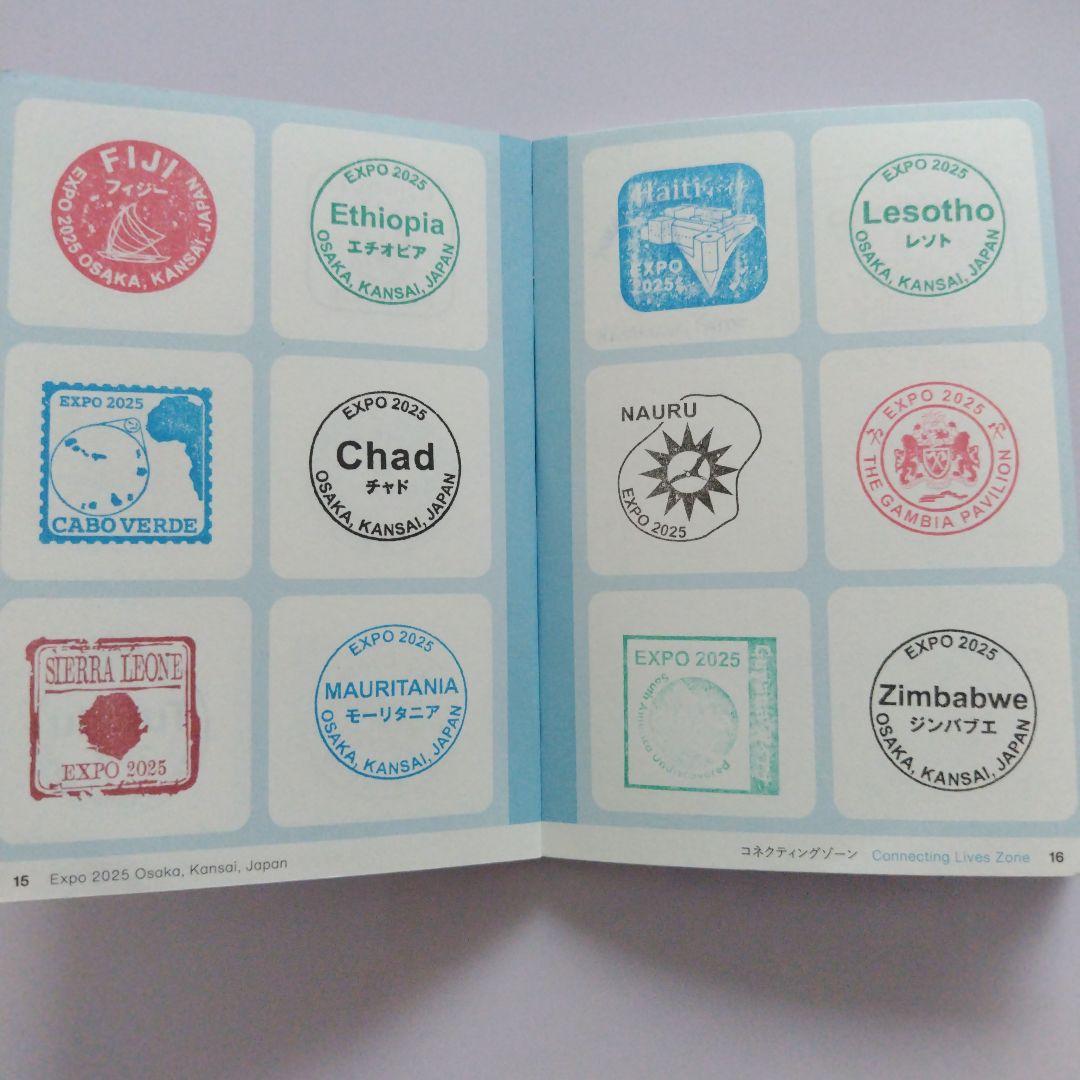 FIJI
フィジー
EXPO 2025 OSAKA, KANSAI, JAPAN
EXPO 2025
Ethiopia
エチオピア
OSAKA, KANSAI, JAPAN
EXPO 2025
CABO VERDE
EXPO 2025
Chad
チャド
OSAKA, KANSAI, JAPAN
SIERRA LEONE
EXPO 2025
EXPO 2025
MAURITANIA
モーリタニア
OSAKA, KANSAI, JAPAN
15 Expo 2025 Osaka, Kansai, Japan
Haiti
EXPO
2025
EXPO 2025
Lesotho
レソト
OSAKA, KANSAI, JAPAN
NAURU
EXPO 2025
EXPO 2025
THE GAMBIA PAVILION
EXPO 2025
South
Undiscovered
EXPO 2025
Zimbabwe
ジンバブエ
OSAKA, KANSAI, JAPAN
コネクティングゾーン Connecting Lives Zone 16